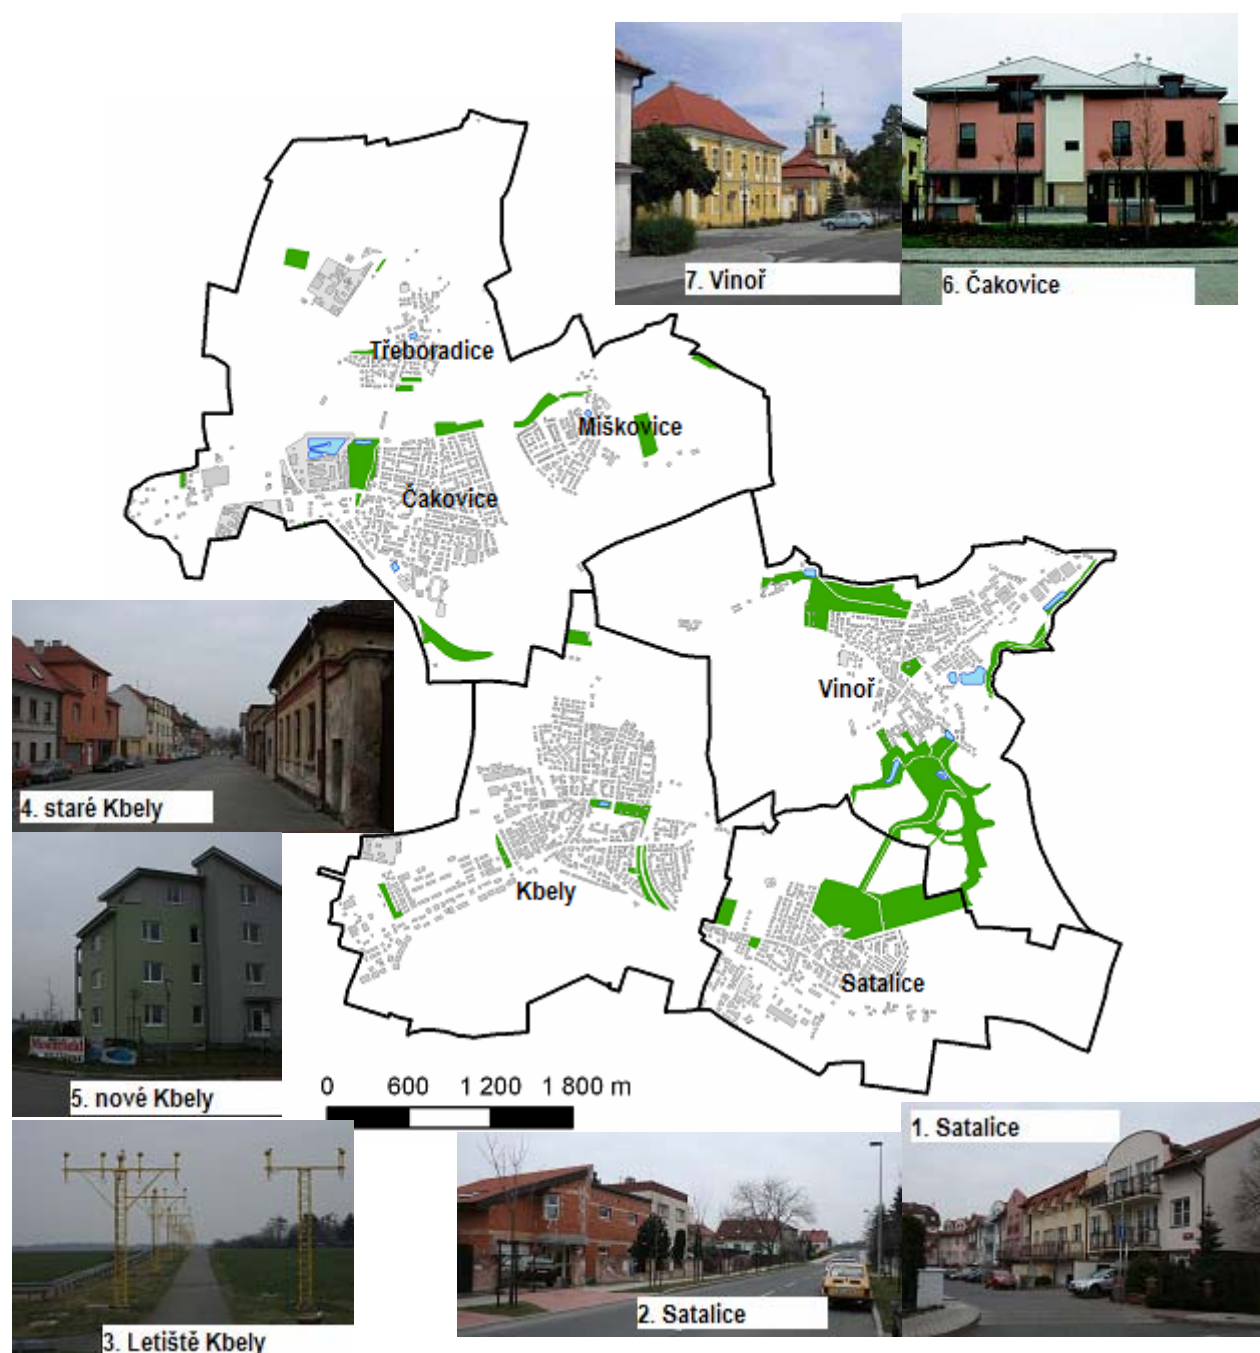 7. Vinoř
6. Čakovice
Třeboradice
Miškovice
Čakovice
Vinoř
4. staré Kbely
Kbely
Satalice
5. nové Kbely
0 600 1 200 1 800 m
1. Satalice
2. Satalice
3. Letiště Kbely